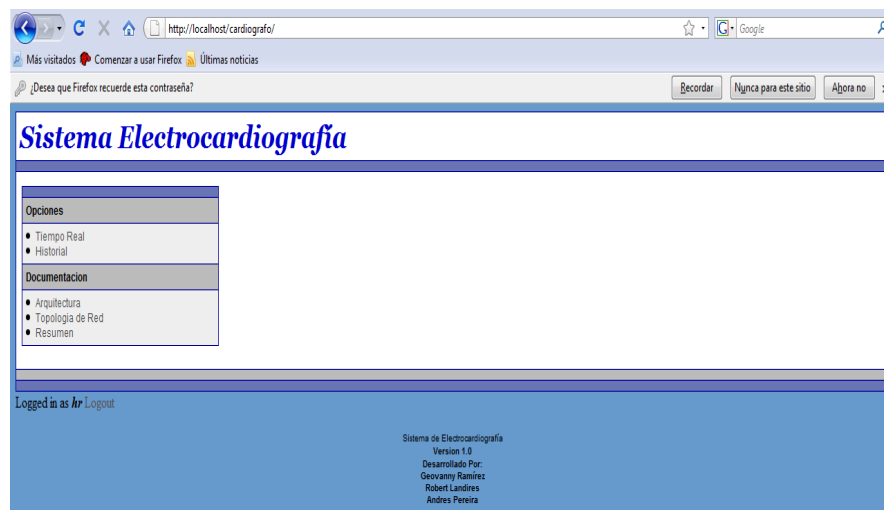 http://localhost/cardiografo/
Google
Más visitados Comenzar a usar Firefox Últimas noticias
¿Desea que Firefox recuerde esta contraseña? Recordar Nunca para este sitio Ahora no
Sistema Electrocardiografía
Opciones
Tiempo Real
Historial
Documentacion
Arquitectura
Topologia de Red
Resumen
Logged in as hr Logout
Sistema de Electrocardiografía
Version 1.0
Desarrollado Por:
Geovanny Ramírez
Robert Landires
Andres Pereira